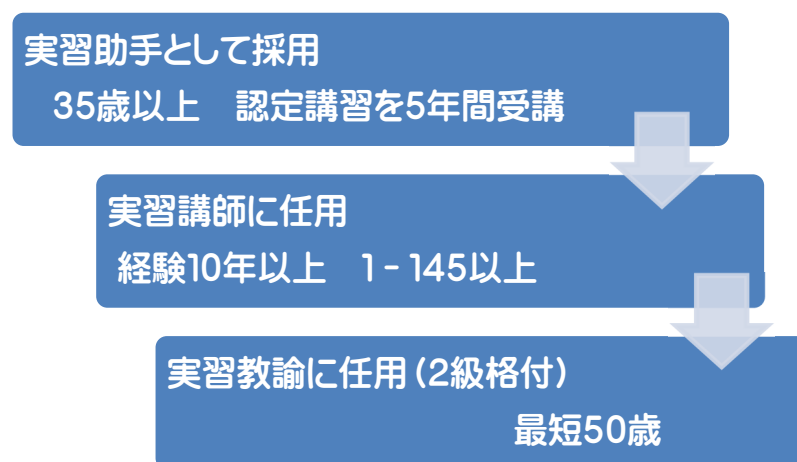 実習助手として採用
35歳以上　認定講習を5年間受講
実習講師に任用
経験10年以上　1-145以上
実習教諭に任用（2級格付）
最短50歳